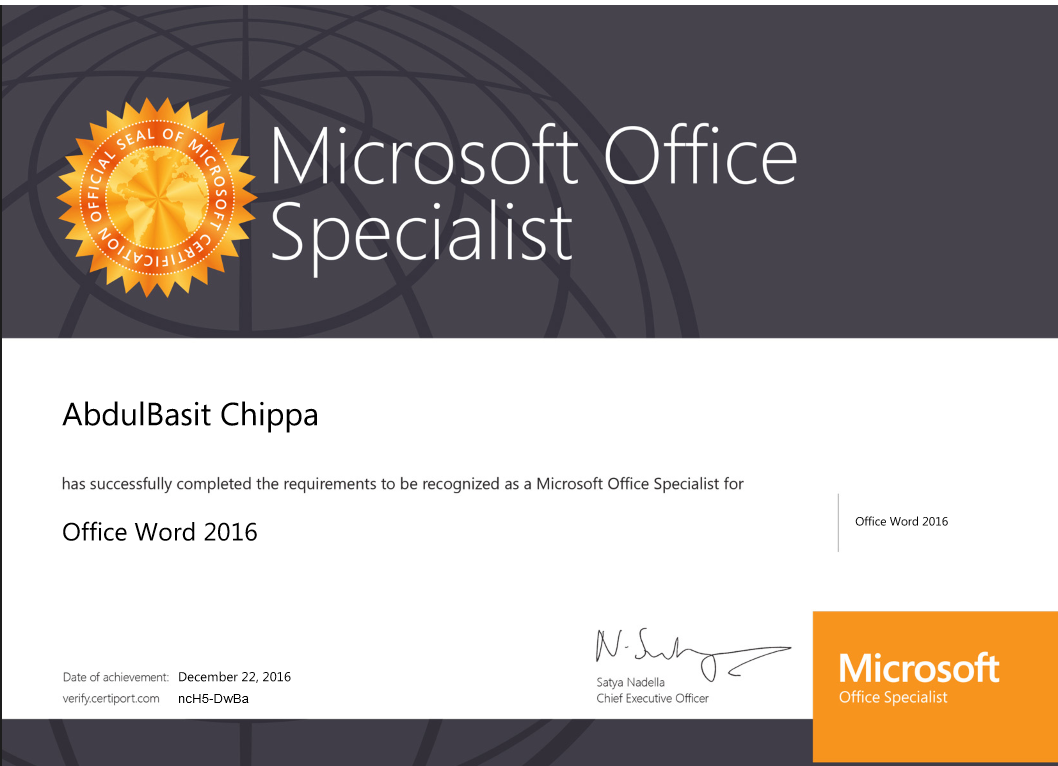 OFFICIAL SEAL OF MICROSOFT CERTIFICATION
Microsoft Office
Specialist
AbdulBasit Chippa
has successfully completed the requirements to be recognized as a Microsoft Office Specialist for
Office Word 2016
Office Word 2016
Date of achievement: December 22, 2016
verify.certiport.com ncH5-DwBa
N. Satya
Satya Nadella
Chief Executive Officer
Microsoft
Office Specialist